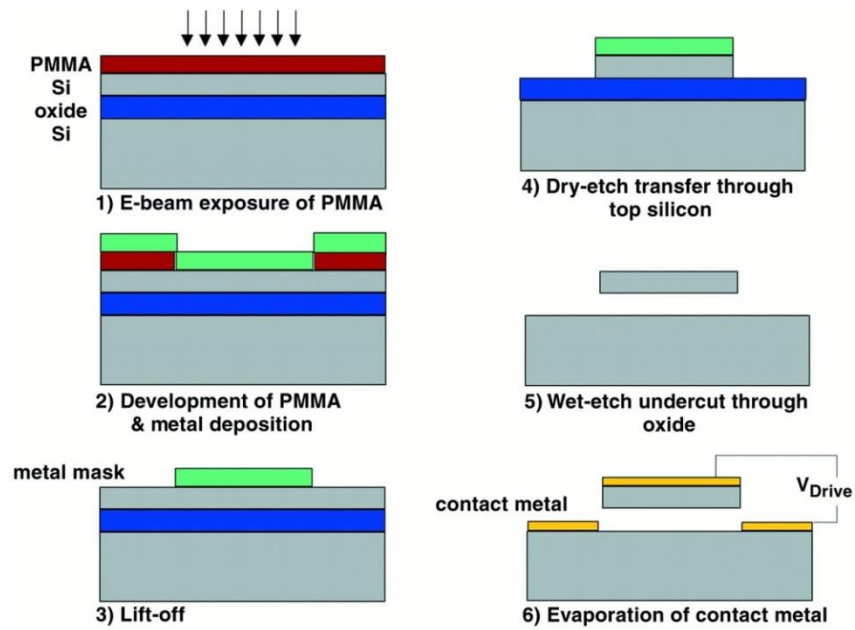 PMMA
Si
oxide
Si
1) E-beam exposure of PMMA
2) Development of PMMA
& metal deposition
metal mask
3) Lift-off
4) Dry-etch transfer through
top silicon
5) Wet-etch undercut through
oxide
contact metal
VDrive
6) Evaporation of contact metal